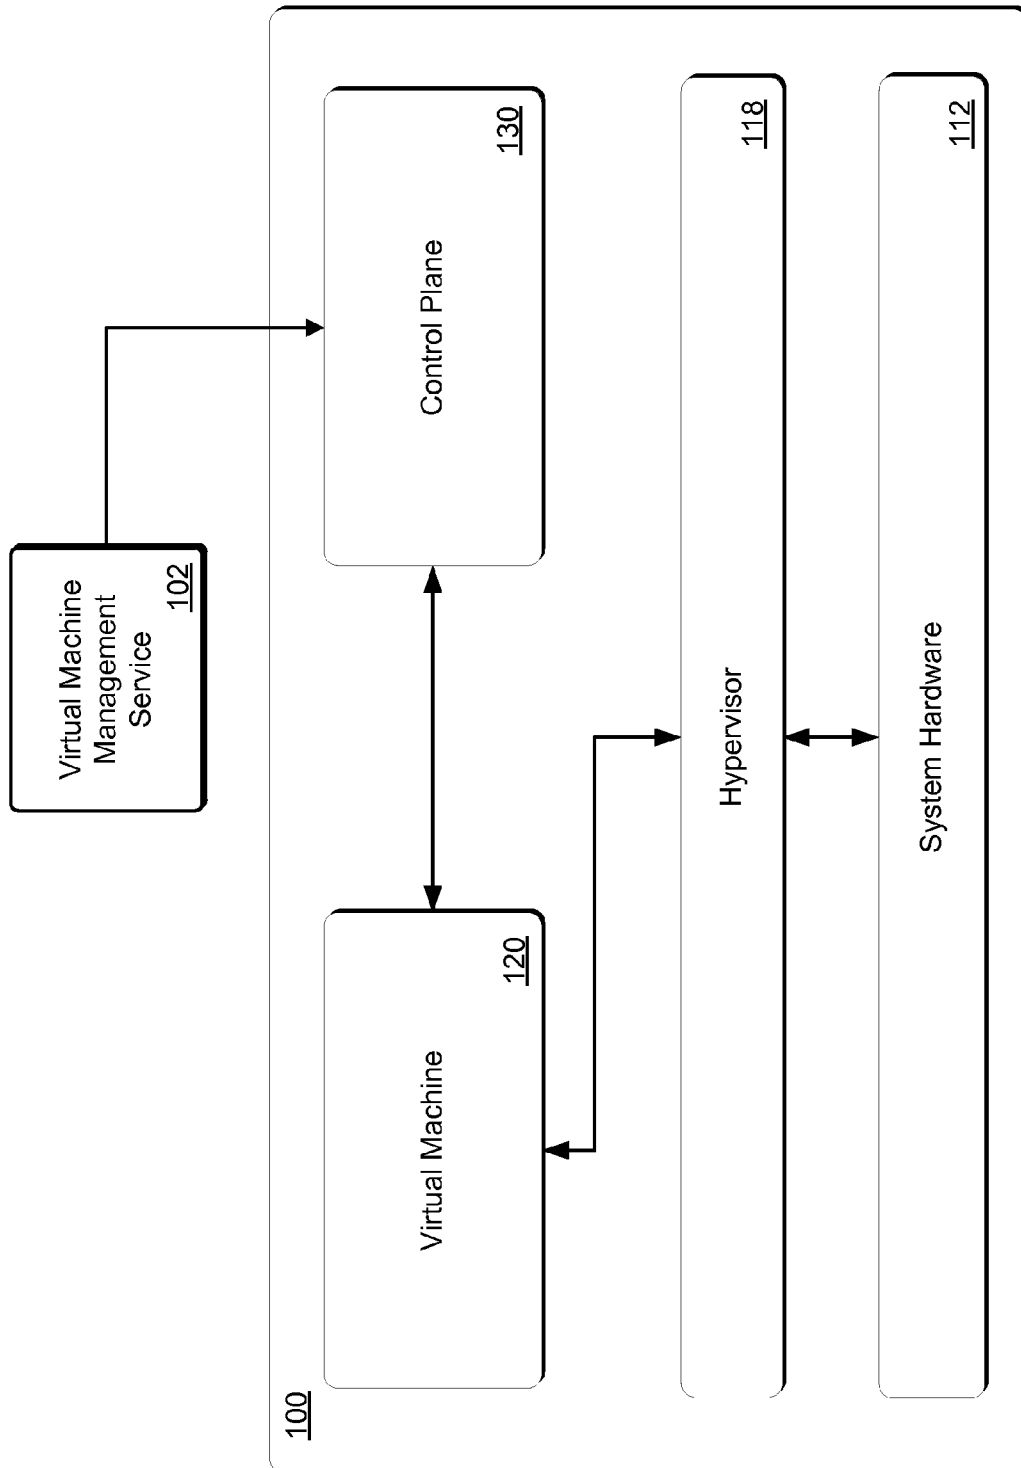 Virtual Machine
Management
Service
102
100
Virtual Machine
120
Control Plane
130
Hypervisor
118
System Hardware
112